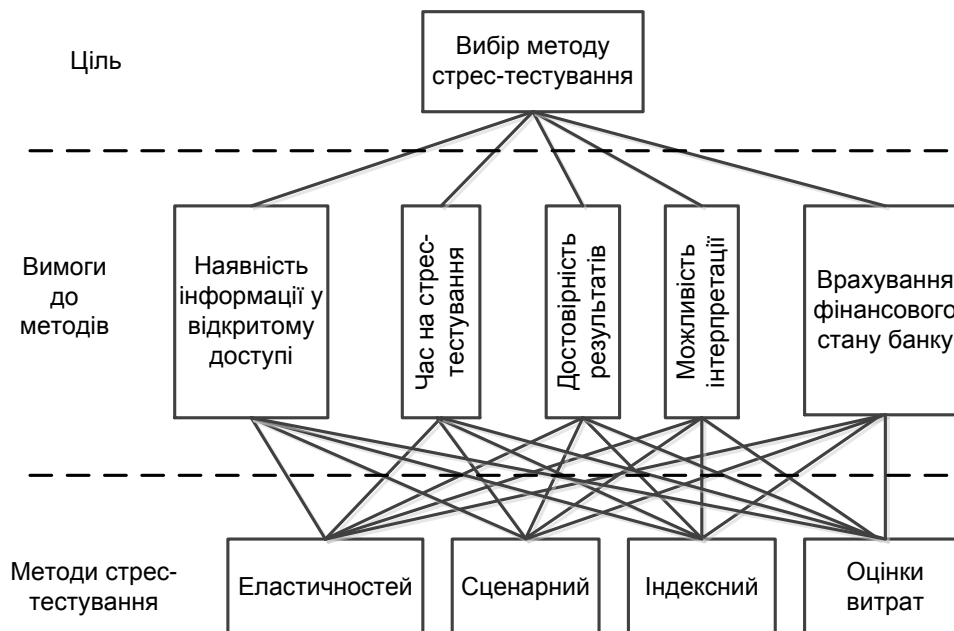 Ціль
Вибір методу
стрес-тестування
Вимоги
до
методів
Наявність
інформації у
відкритому
доступі
Час на стрес-
тестування
Достовірність
результатів
Можливість
інтерпретації
Врахування
фінансового
стану банку
Методи стрес-
тестування
Еластичностей
Сценарний
Індексний
Оцінки
витрат